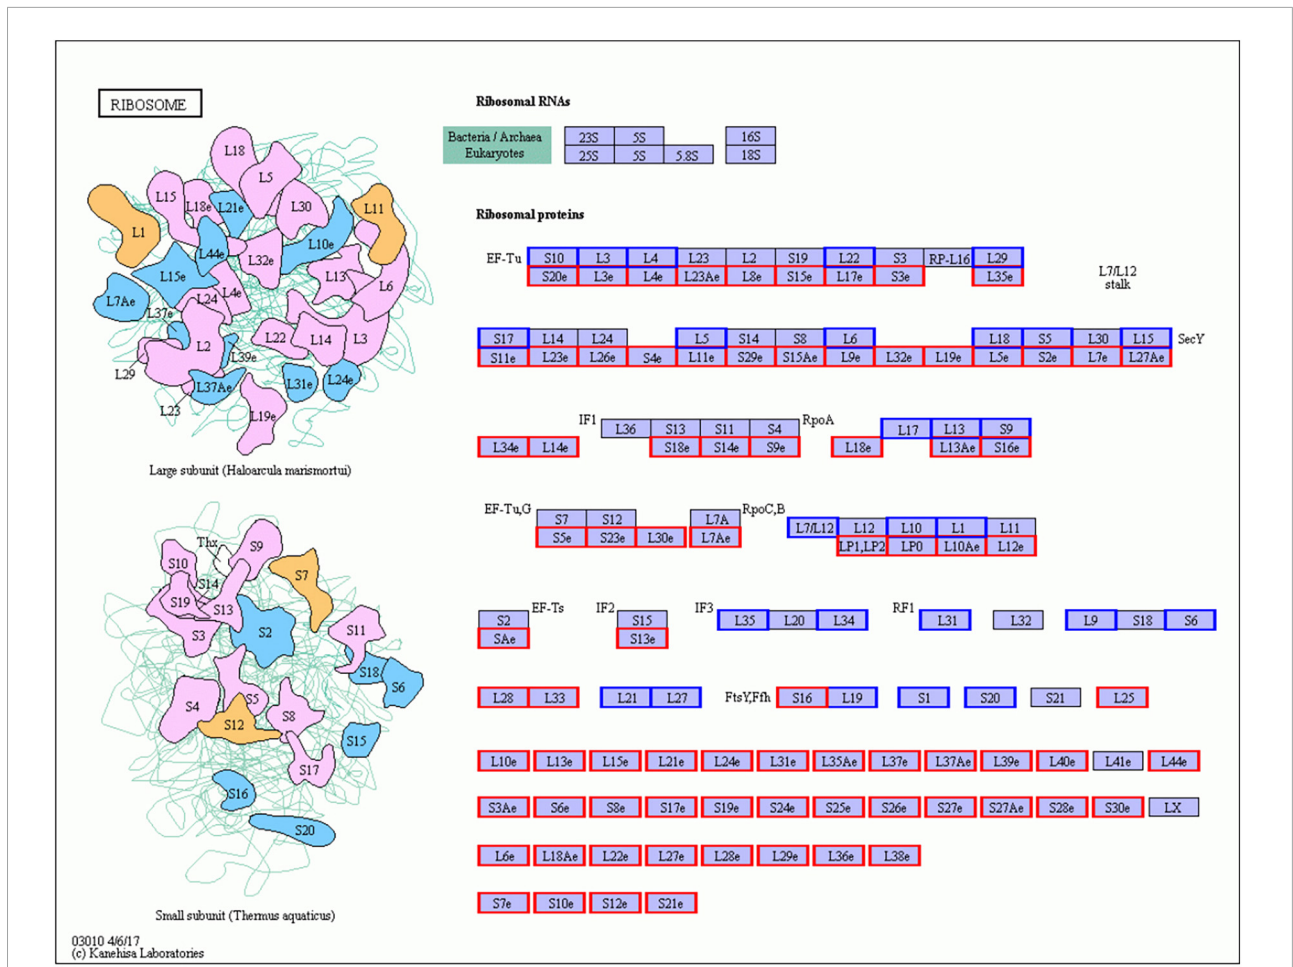 RIBOSOME
Ribosomal RNAs
Bacteria / Archaea 23S 5S 16S
Eukaryotes 25S 5S 5.8S 18S
Ribosomal proteins
EF-Tu S10 L3 L4 L23 L2 S19 L22 S3 RP-L16 L29
S20e L3e L4e L23Ae L8e S15e L17e S3e L35e
L7/L12
stalk
S17 L14 L24 L5 S14 S8 L6 L18 S5 L30 L15 SecY
S11e L23e L26e S4e L11e S29e S15Ae L9e L32e L19e L5e S2e L7e L27Ae
IF1 L36 S13 S11 S4 RpoA L17 L13 S9
L34e L14e S18e S14e S9e L18e L13Ae S16e
EF-Tu,G S7 S12 L7A RpoC,B L7/L12 L12 L10 L1 L11
S5e S23e L30e L7Ae LP1,LP2 LP0 L10Ae L12e
S2 EF-Ts IF2 S15 IF3 L35 L20 L34 RF1 L31 L32 L9 S18 S6
SAe S13e
L28 L33 L21 L27 FtsY,Ffh S16 L19 S1 S20 S21 L25
L10e L13e L15e L21e L24e L31e L35Ae L37e L37Ae L39e L40e L41e L44e
S3Ae S6e S8e S17e S19e S24e S25e S26e S27e S27Ae S28e S30e LX
L6e L18Ae L22e L27e L28e L29e L36e L38e
S7e S10e S12e S21e
L18
L5
L15 L18e L21e L30 L11
L1 L44e L10e
L32e
L15e L13
L7Ae L24 L4e L6
L37e
L2 L22 L14 L3
L39e
L29 L37Ae L31e L24e
L23 L19e
Large subunit (Haloarcula marismortui)
Thx S9
S10 S14 S7
S19 S13
S3 S2 S11
S18 S6
S4 S5 S8
S12
S15
S17
S16
S20
Small subunit (Thermus aquaticus)
03010 4/6/17
(c) Kanehisa Laboratories